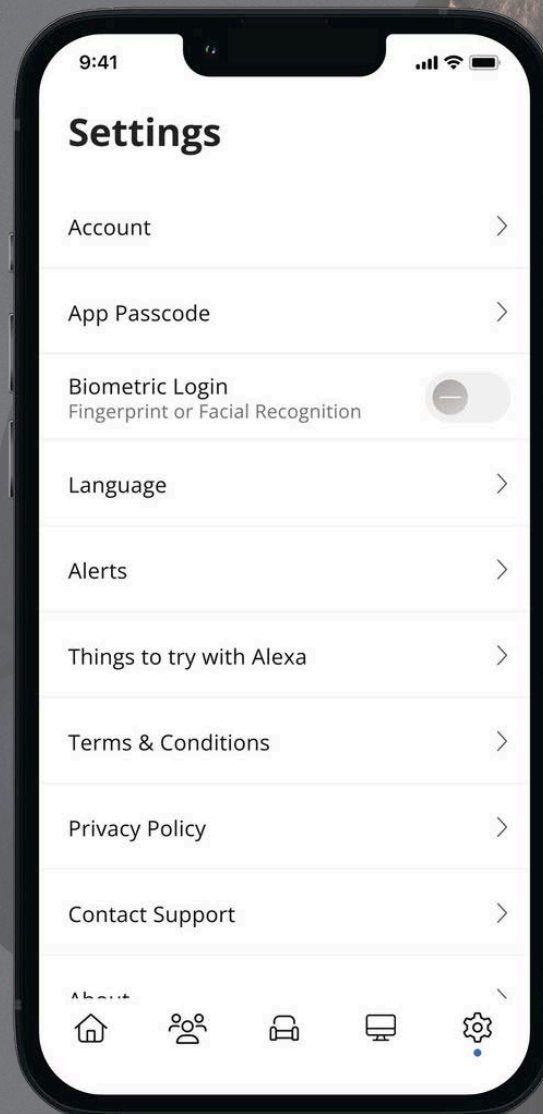 9:41
Settings
Account
App Passcode
Biometric Login
Fingerprint or Facial Recognition
Language
Alerts
Things to try with Alexa
Terms & Conditions
Privacy Policy
Contact Support
About